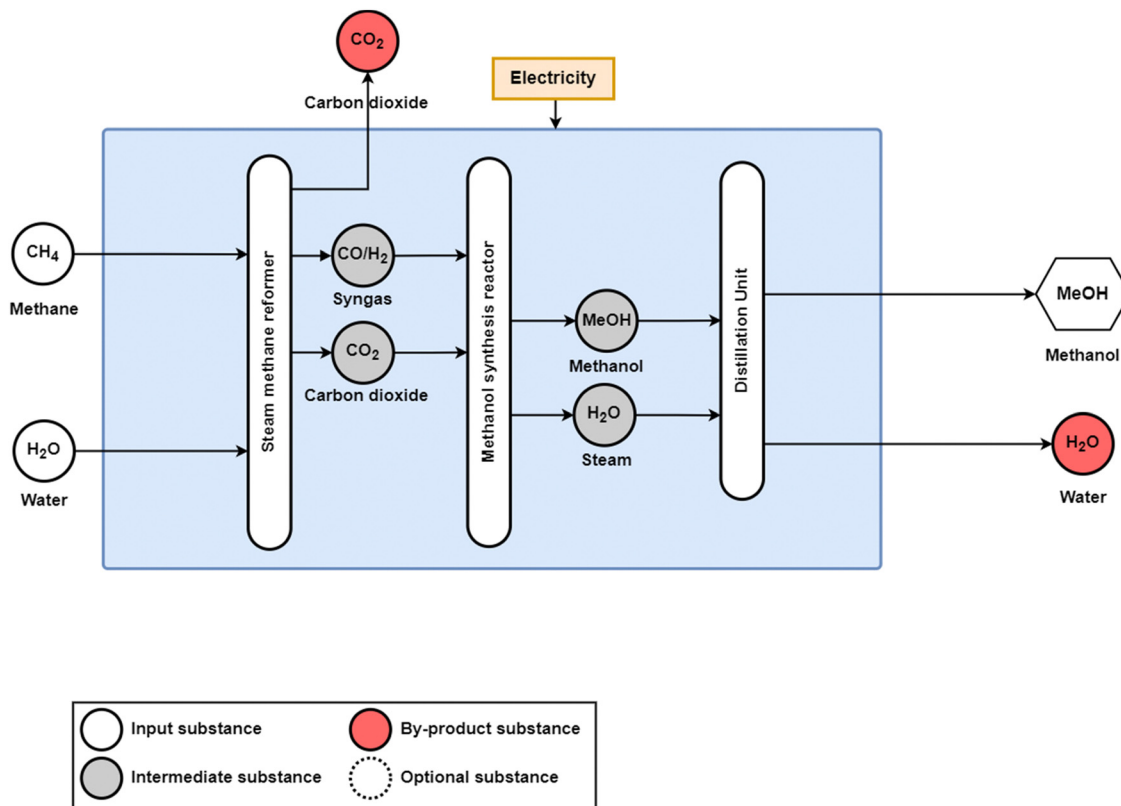 CO₂
Carbon dioxide
Electricity
CH₄
Methane
H₂O
Water
Steam methane reformer
CO/H₂
Syngas
CO₂
Carbon dioxide
Methanol synthesis reactor
MeOH
Methanol
H₂O
Steam
Distillation Unit
MeOH
Methanol
H₂O
Water
Input substance
By-product substance
Intermediate substance
Optional substance